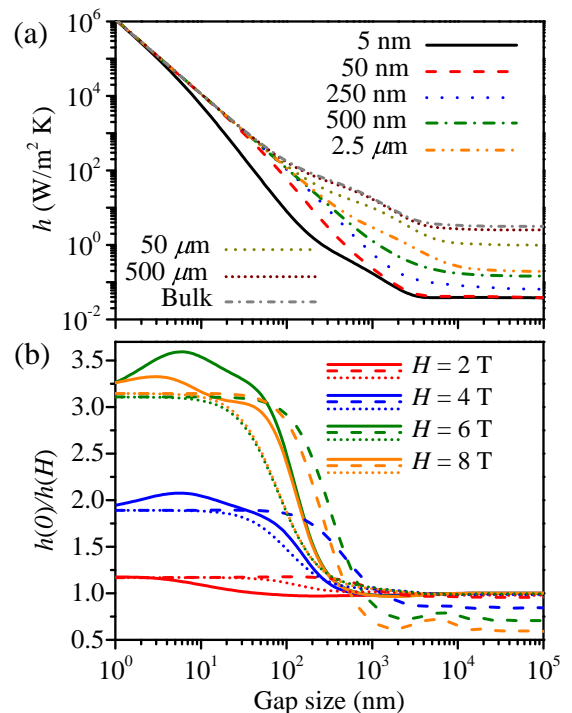 (a)
10^6
10^4
10^2
10^0
10^-2
h (W/m² K)
5 nm
50 nm
250 nm
500 nm
2.5 μm
50 μm
500 μm
Bulk
(b)
3.5
3.0
2.5
2.0
1.5
1.0
0.5
h(0)/h(H)
H = 2 T
H = 4 T
H = 6 T
H = 8 T
10^0 10^1 10^2 10^3 10^4 10^5
Gap size (nm)